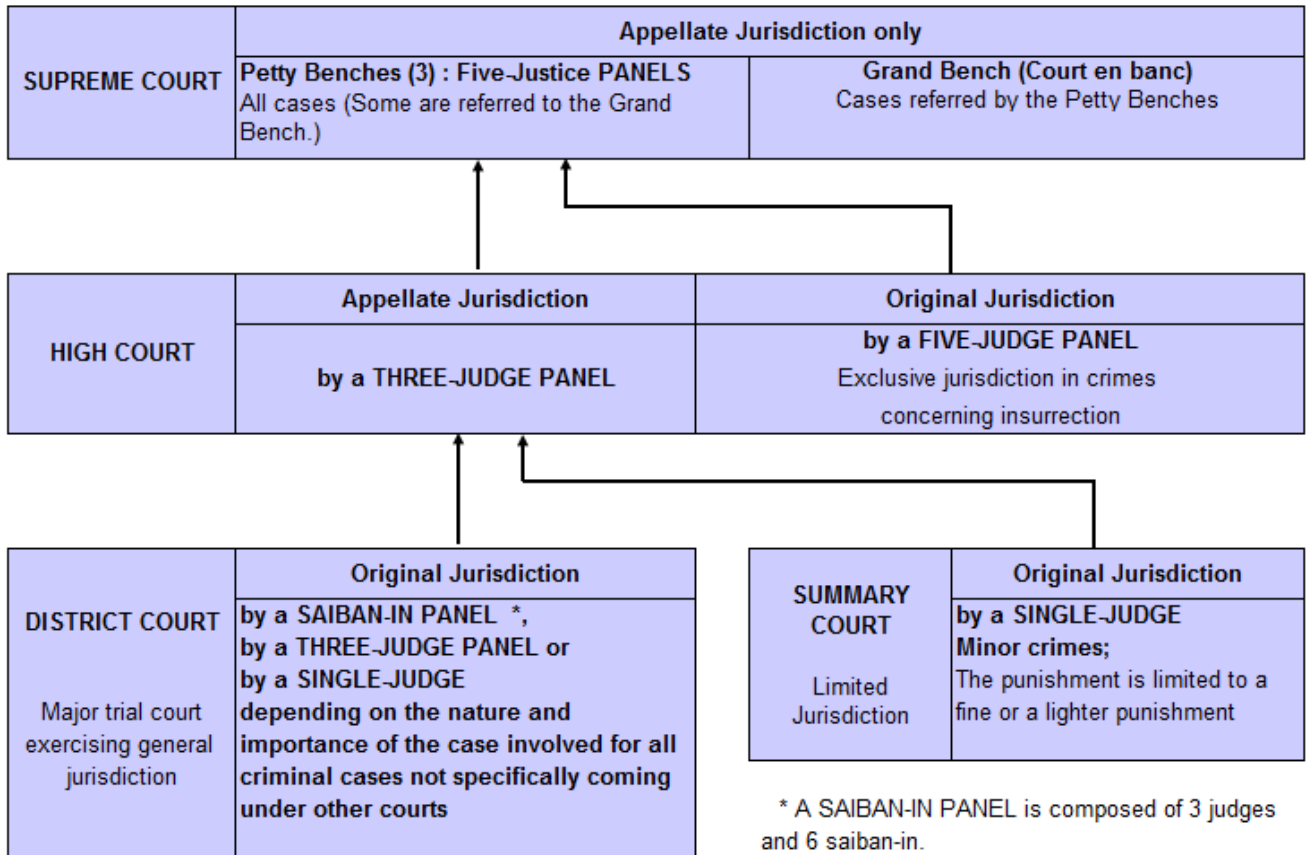 SUPREME COURT
Appellate Jurisdiction only
Petty Benches (3) : Five-Justice PANELS
All cases (Some are referred to the Grand
Bench.)
Grand Bench (Court en banc)
Cases referred by the Petty Benches
HIGH COURT
Appellate Jurisdiction
by a THREE-JUDGE PANEL
Original Jurisdiction
by a FIVE-JUDGE PANEL
Exclusive jurisdiction in crimes
concerning insurrection
DISTRICT COURT
Major trial court
exercising general
jurisdiction
Original Jurisdiction
by a SAIBAN-IN PANEL *,
by a THREE-JUDGE PANEL or
by a SINGLE-JUDGE
depending on the nature and
importance of the case involved for all
criminal cases not specifically coming
under other courts
SUMMARY
COURT
Limited
Jurisdiction
Original Jurisdiction
by a SINGLE-JUDGE
Minor crimes;
The punishment is limited to a
fine or a lighter punishment
* A SAIBAN-IN PANEL is composed of 3 judges
and 6 saiban-in.